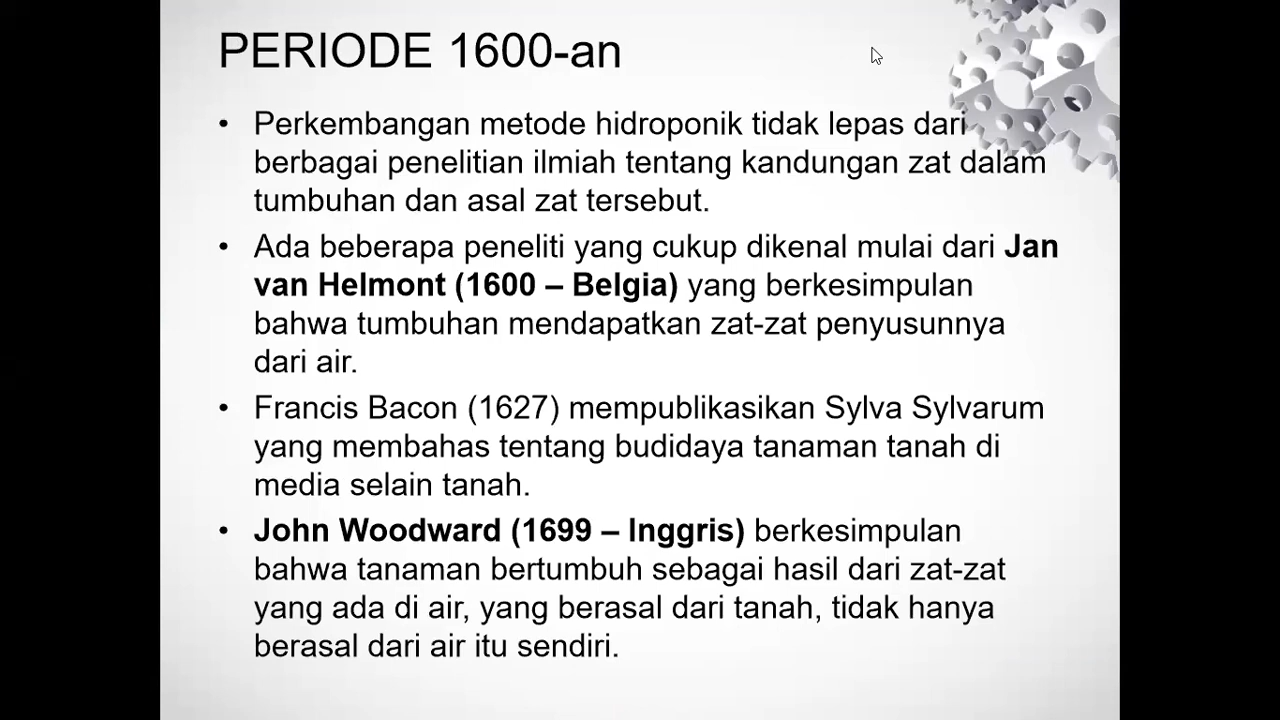 PERIODE 1600-an
• Perkembangan metode hidroponik tidak lepas dari
berbagai penelitian ilmiah tentang kandungan zat dalam
tumbuhan dan asal zat tersebut.
• Ada beberapa peneliti yang cukup dikenal mulai dari Jan
van Helmont (1600 – Belgia) yang berkesimpulan
bahwa tumbuhan mendapatkan zat-zat penyusunnya
dari air.
• Francis Bacon (1627) mempublikasikan Sylva Sylvarum
yang membahas tentang budidaya tanaman tanah di
media selain tanah.
• John Woodward (1699 – Inggris) berkesimpulan
bahwa tanaman bertumbuh sebagai hasil dari zat-zat
yang ada di air, yang berasal dari tanah, tidak hanya
berasal dari air itu sendiri.